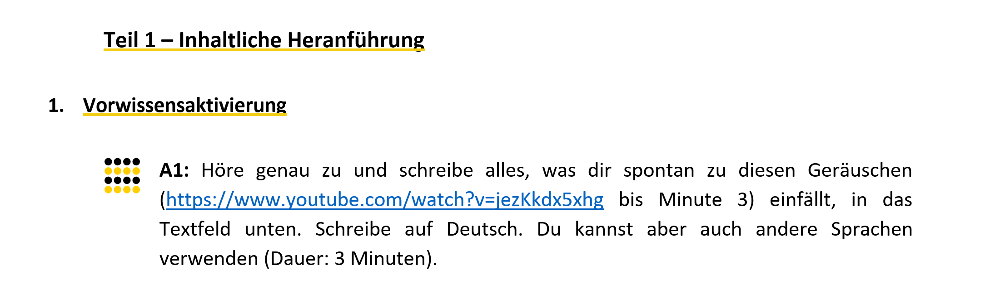 Teil 1 – Inhaltliche Heranführung
1. Vorwissensaktivierung
A1: Höre genau zu und schreibe alles, was dir spontan zu diesen Geräuschen
(https://www.youtube.com/watch?v=jezKkdx5xhg bis Minute 3) einfällt, in das
Textfeld unten. Schreibe auf Deutsch. Du kannst aber auch andere Sprachen
verwenden (Dauer: 3 Minuten).